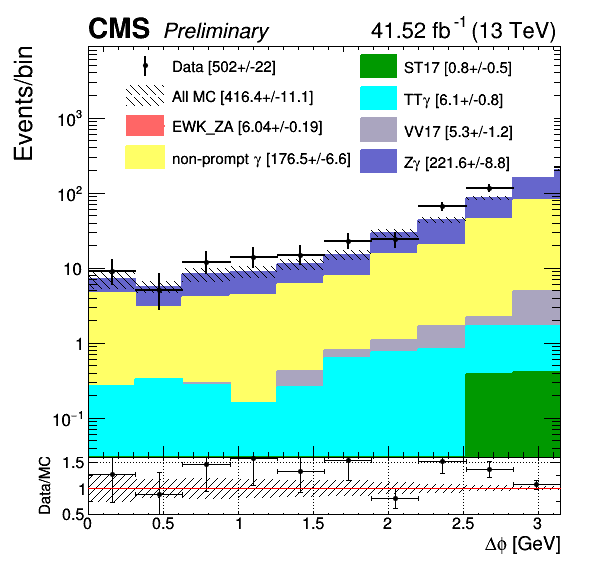 CMS Preliminary 41.52 fb⁻¹ (13 TeV)
Events/bin
Data [502+/-22]
All MC [416.4+/-11.1]
EWK_ZA [6.04+/-0.19]
non-prompt γ [176.5+/-6.6]
ST17 [0.8+/-0.5]
TTγ [6.1+/-0.8]
VV17 [5.3+/-1.2]
Zγ [221.6+/-8.8]
10³
10²
10
1
10⁻¹
Data/MC
1.5
1
0.5
0 0.5 1 1.5 2 2.5 3
Δϕ [GeV]